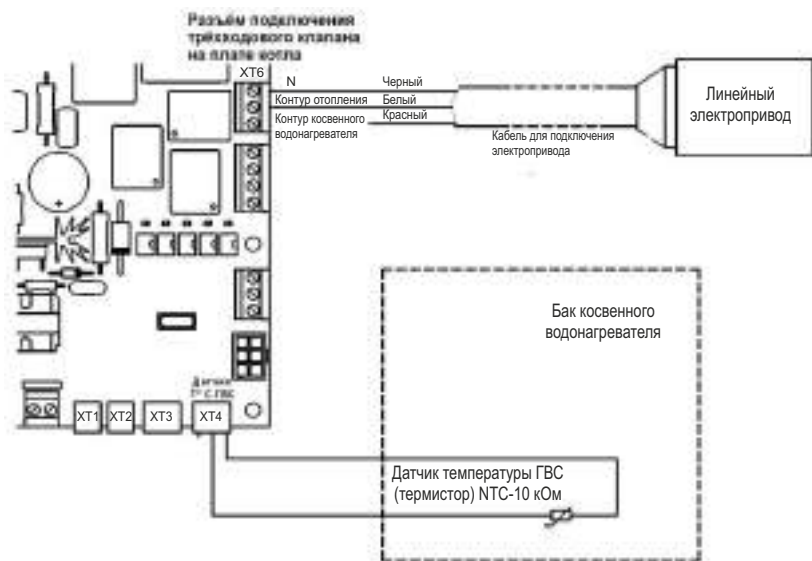 Разъём подключения
трёхходового клапана
на плате котла
XT6
N
Черный
Контур отопления
Белый
Контур косвенного
водонагревателя
Красный
Кабель для подключения
электропривода
Линейный
электропривод
Бак косвенного
водонагревателя
Датчик
T° C ГВС
XT1
XT2
XT3
XT4
Датчик температуры ГВС
(термистор) NTC-10 кОм